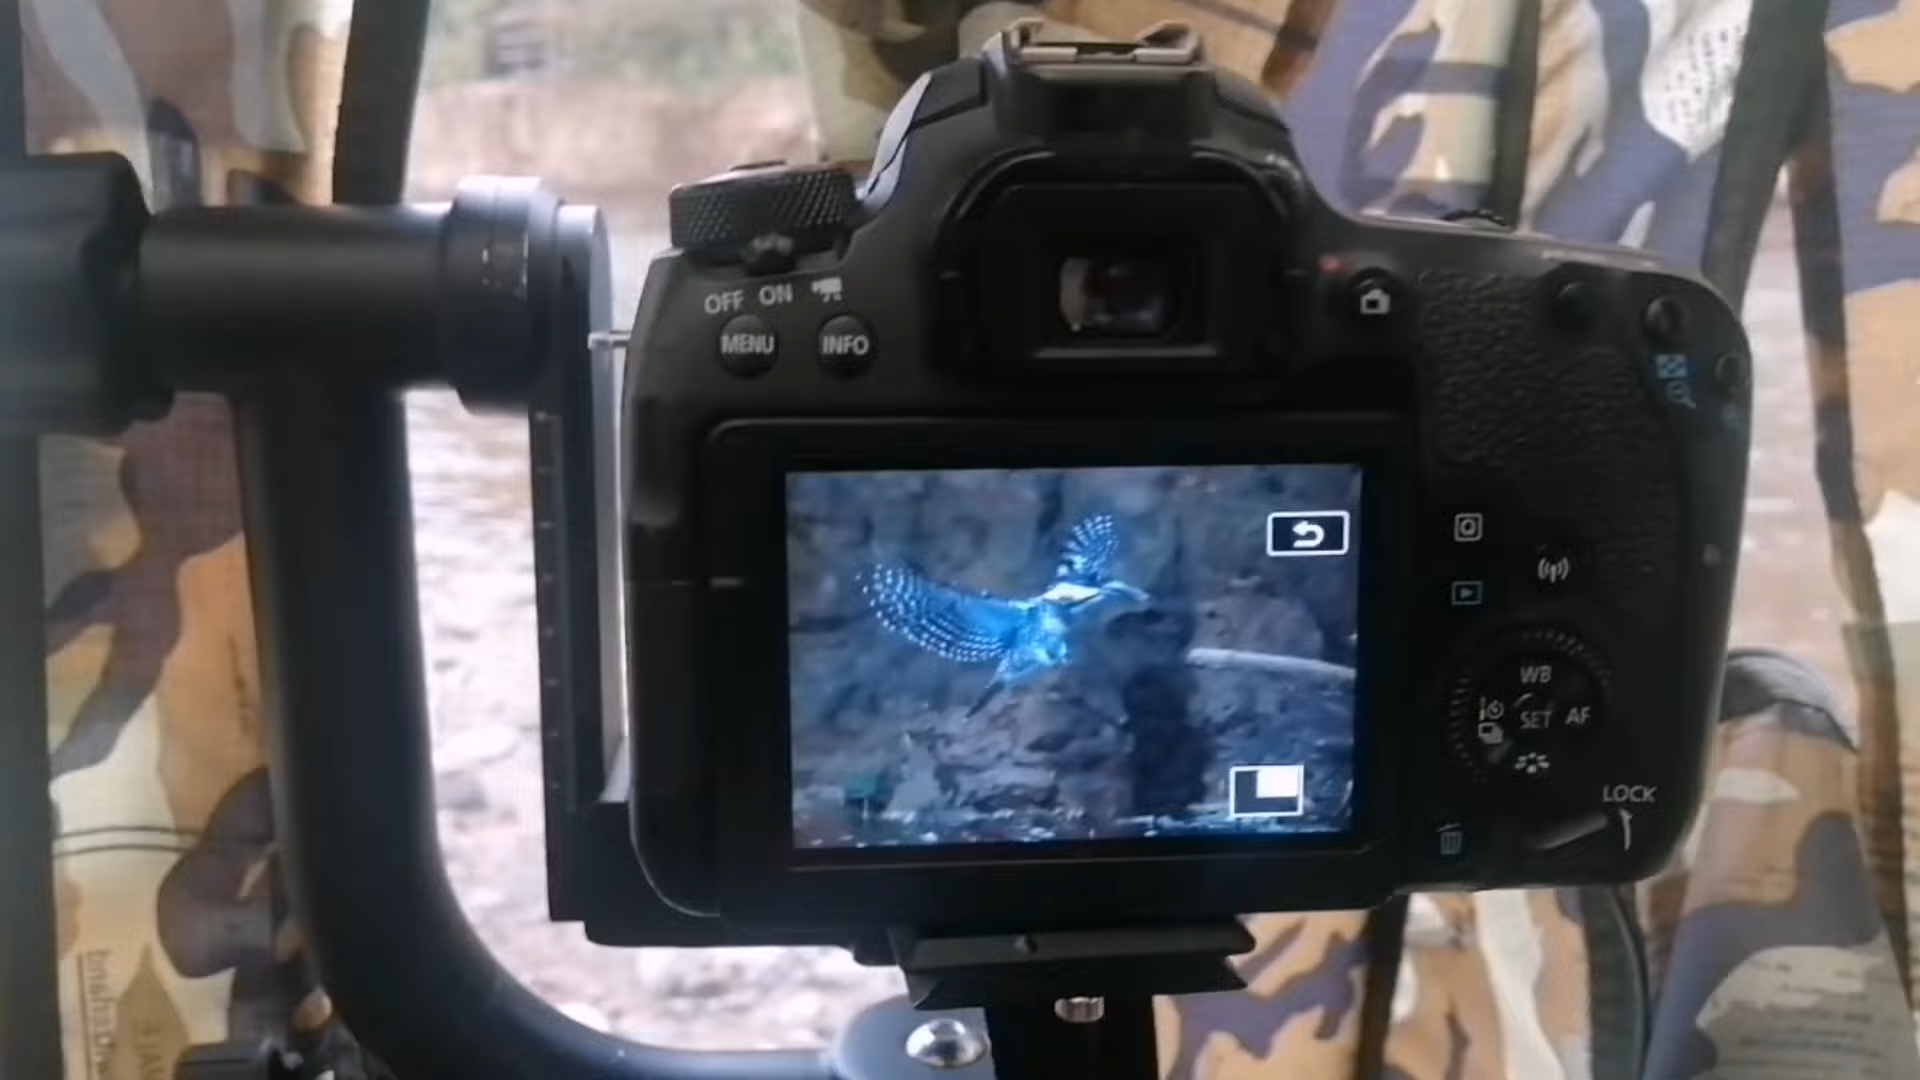 OFF ON
MENU INFO
Q
WB
SET AF
LOCK